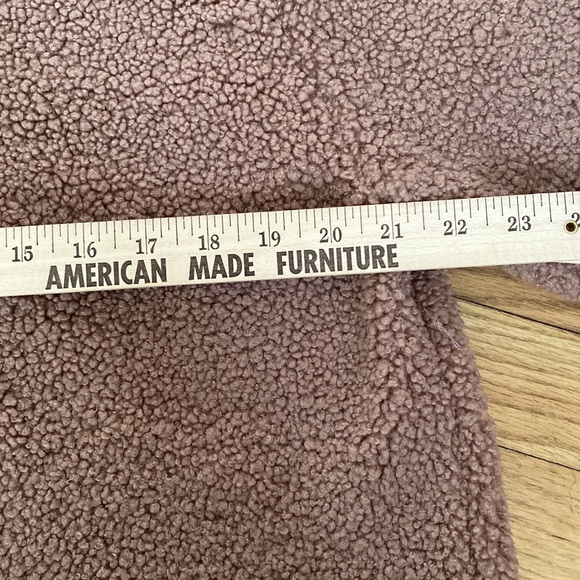 15 16 17 18 19 20 21 22 23
AMERICAN MADE FURNITURE